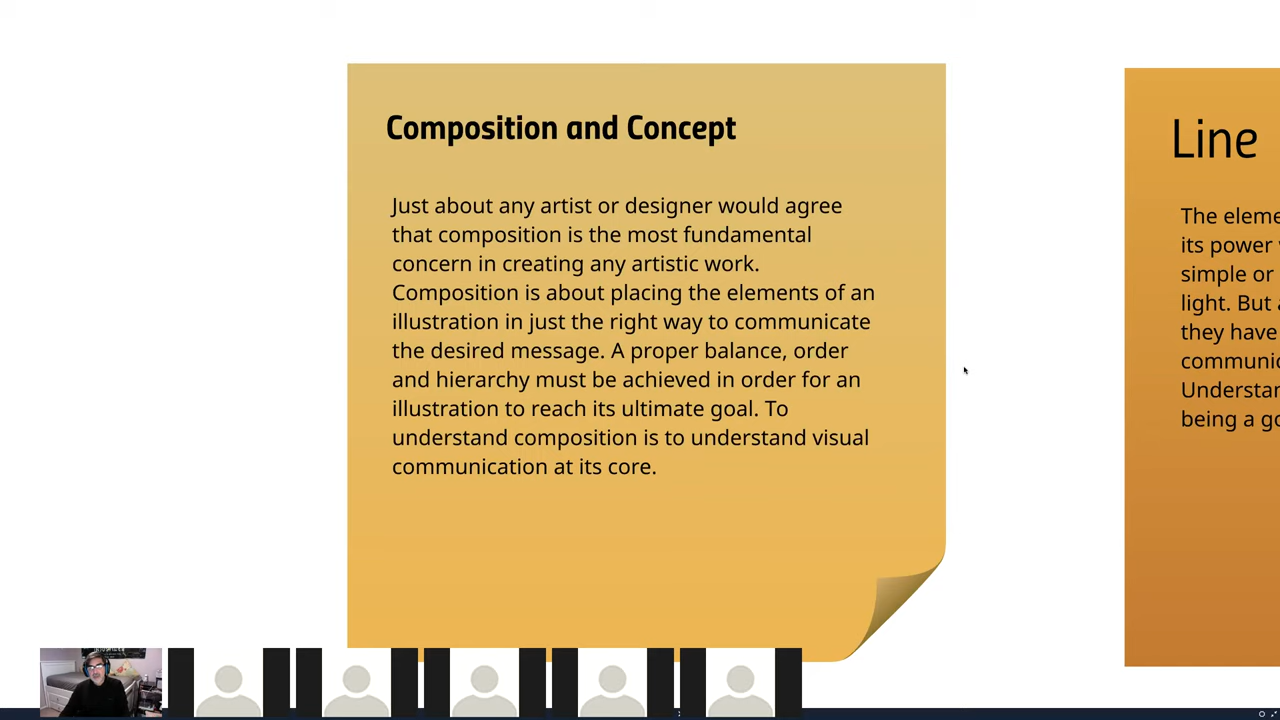 Composition and Concept
Just about any artist or designer would agree
that composition is the most fundamental
concern in creating any artistic work.
Composition is about placing the elements of an
illustration in just the right way to communicate
the desired message. A proper balance, order
and hierarchy must be achieved in order for an
illustration to reach its ultimate goal. To
understand composition is to understand visual
communication at its core.
Line
The eleme
its power
simple or
light. But
they have
communic
Understan
being a go